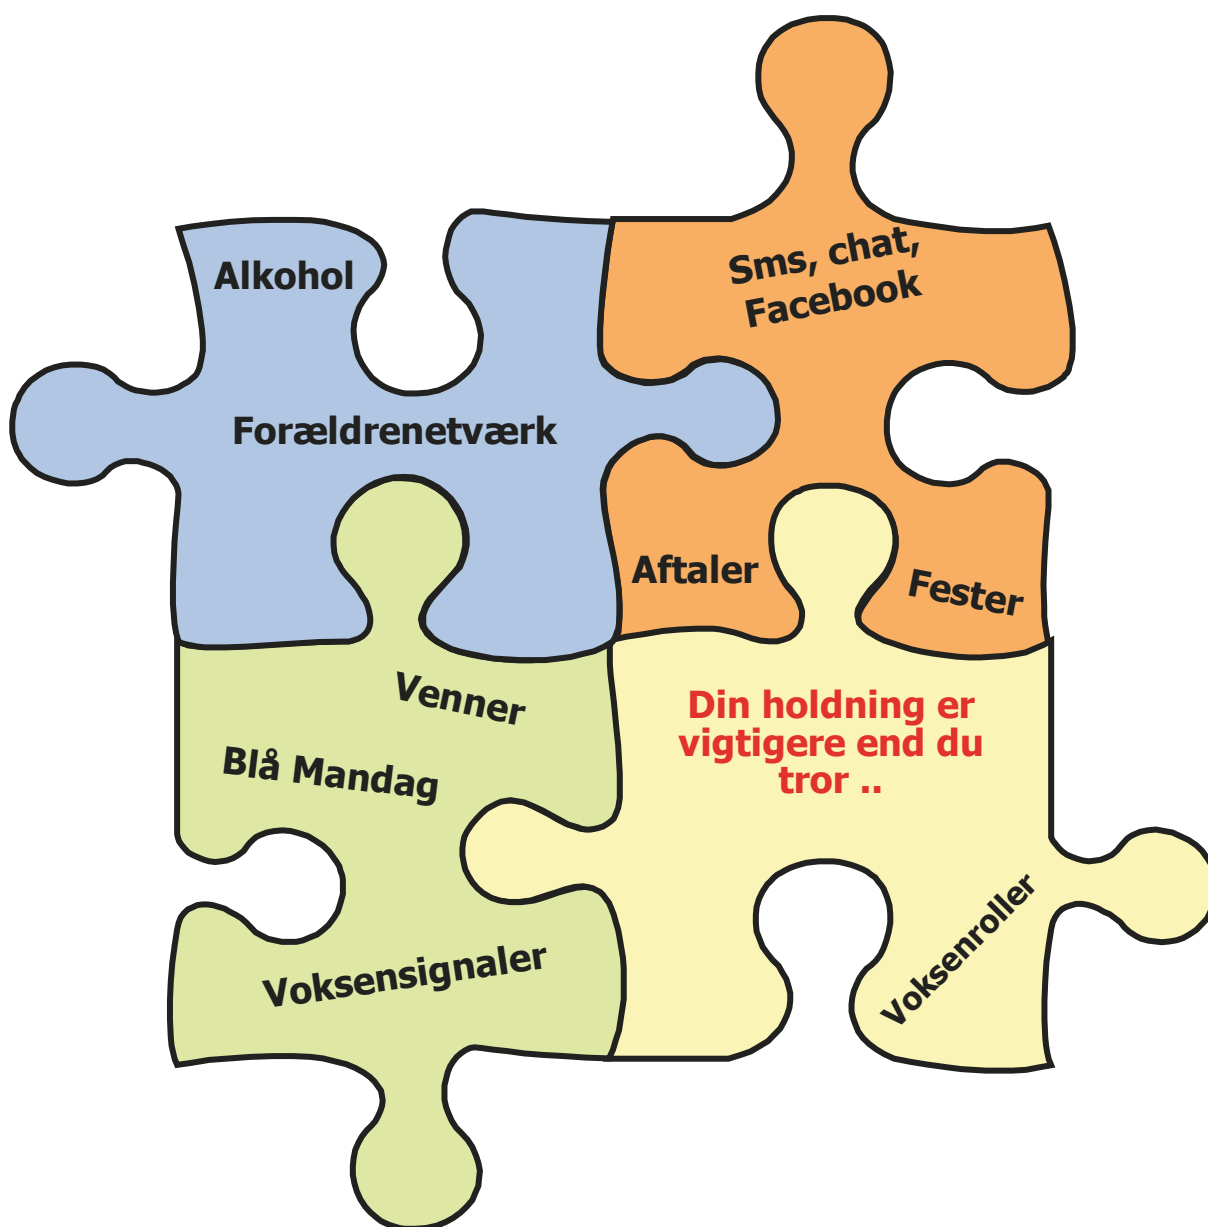 Alkohol
Forældrenetværk
Sms, chat,
Facebook
Aftaler
Fester
Venner
Blå Mandag
Voksensignaler
Din holdning er
vigtigere end du
tror ..
Voksenroller